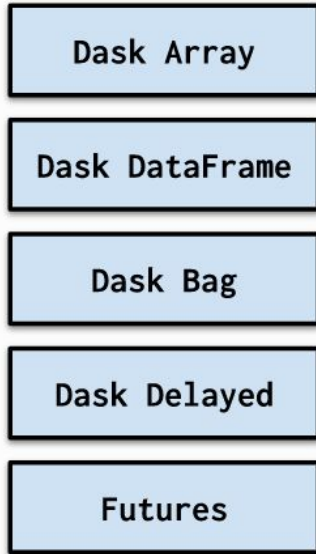 Dask Array
Dask DataFrame
Dask Bag
Dask Delayed
Futures